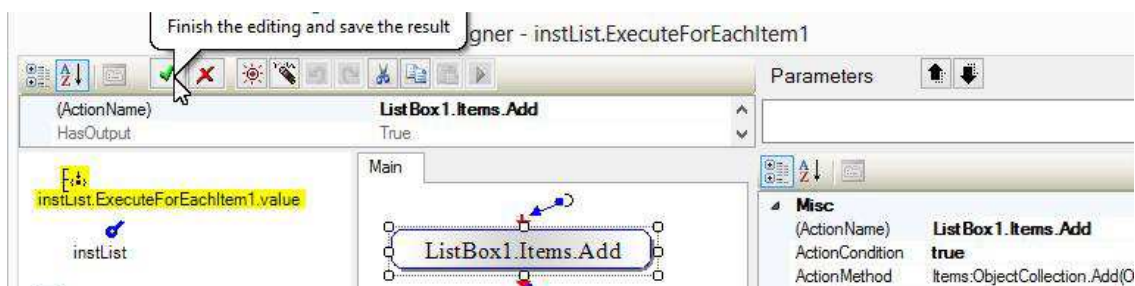 Finish the editing and save the result
gner - instList.ExecuteForEachItem1
Parameters
(ActionName) ListBox1.Items.Add
HasOutput True
instList.ExecuteForEachItem1.value
instList
Main
ListBox1.Items.Add
Misc
(ActionName) ListBox1.Items.Add
ActionCondition true
ActionMethod Items:ObjectCollection.Add(O